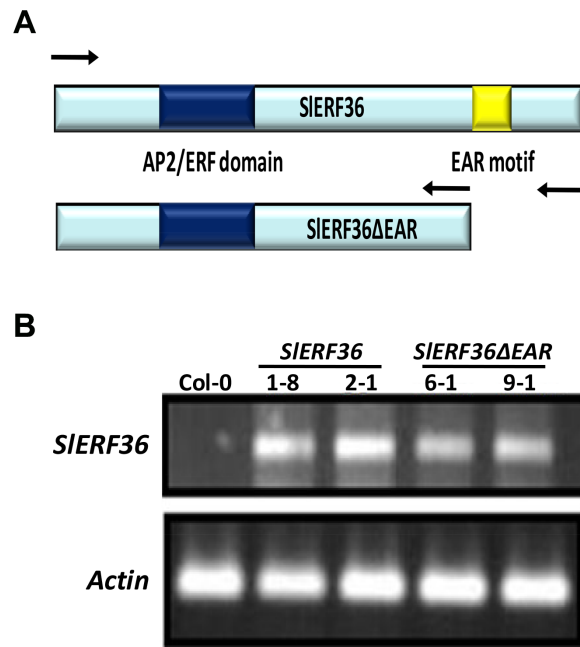 A
SlERF36
AP2/ERF domain
EAR motif
SlERF36ΔEAR
B
SlERF36
SlERF36ΔEAR
Col-0
1-8
2-1
6-1
9-1
SlERF36
Actin